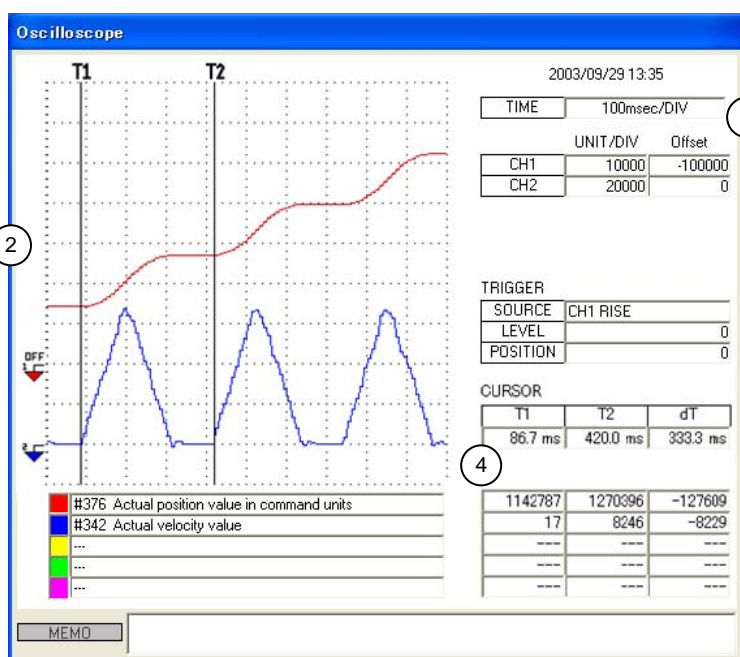 Oscilloscope
T1 T2
2003/09/29 13:35
TIME 100msec/DIV
UNIT/DIV Offset
CH1 10000 -100000
CH2 20000 0
2
TRIGGER
SOURCE CH1 RISE
LEVEL 0
POSITION 0
OFF
1
CURSOR
T1 T2 dT
86.7 ms 420.0 ms 333.3 ms
2
4
#376 Actual position value in command units 1142787 1270396 -127609
#342 Actual velocity value 17 8246 -8229
--- --- --- ---
--- --- --- ---
--- --- --- ---
MEMO